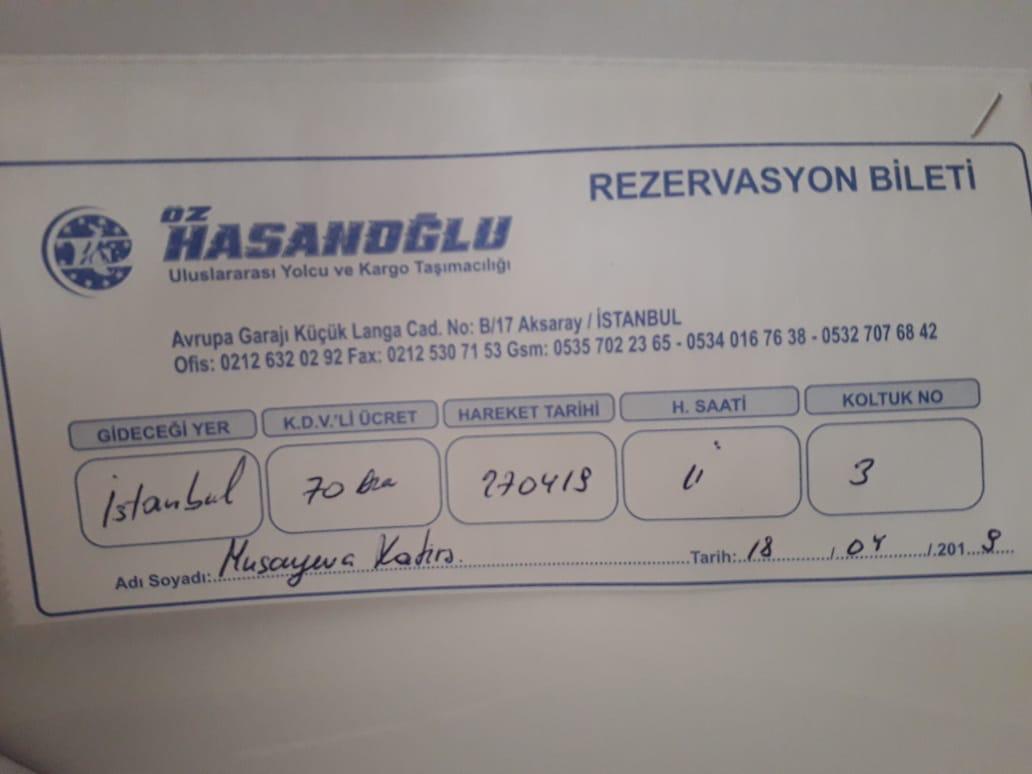 REZERVASYON BİLETİ
ÖZ
HASANOĞLU
Uluslararası Yolcu ve Kargo Taşımacılığı
Avrupa Garajı Küçük Langa Cad. No: B/17 Aksaray / İSTANBUL
Ofis: 0212 632 02 92 Fax: 0212 530 71 53 Gsm: 0535 702 23 65 - 0534 016 76 38 - 0532 707 68 42
GİDECEĞİ YER K.D.V.'Lİ ÜCRET HAREKET TARİHİ H. SAATİ KOLTUK NO
İstanbul 70 270419 3
Adı Soyadı: Musayeva Tarih: 18 / 04 /.2019